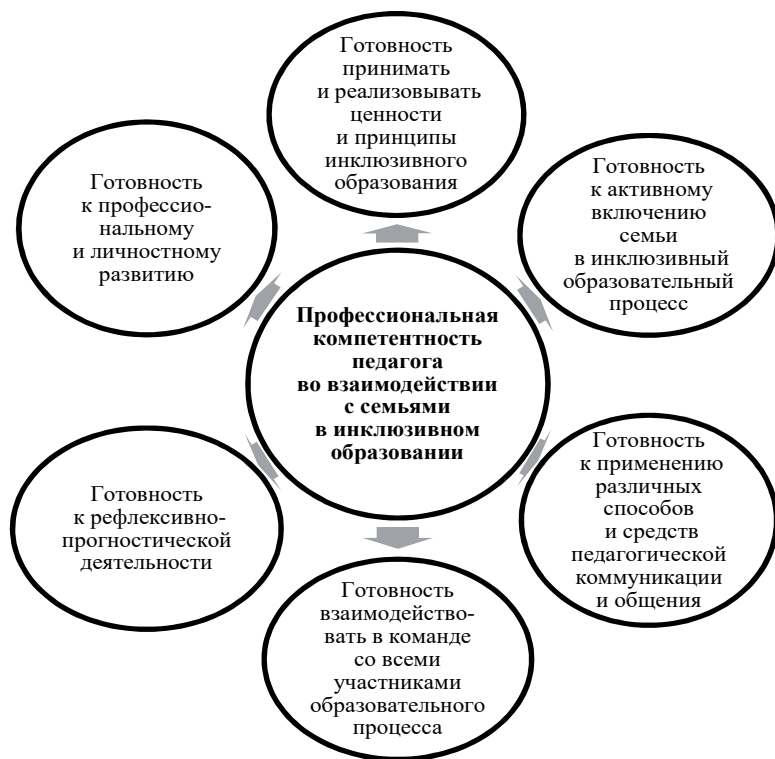 Готовность
принимать
и реализовывать
ценности
и принципы
инклюзивного
образования
Готовность
к активному
включению
семьи
в инклюзивный
образовательный
процесс
Готовность
к применению
различных
способов
и средств
педагогической
коммуникации
и общения
Готовность
взаимодейство-
вать в команде
со всеми
участниками
образовательного
процесса
Готовность
к рефлексивно-
прогностической
деятельности
Готовность
к профессио-
нальному
и личностному
развитию
Профессиональная
компетентность
педагога
во взаимодействии
с семьями
в инклюзивном
образовании